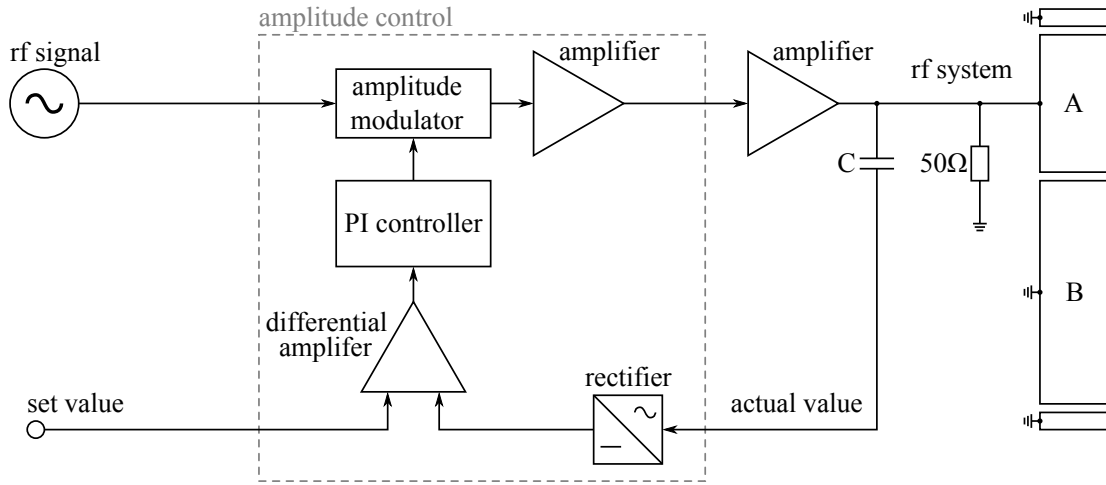 amplitude control
rf signal
amplifier
amplifier
rf system
amplitude
modulator
A
C
50Ω
PI controller
B
differential
amplifer
rectifier
set value
actual value